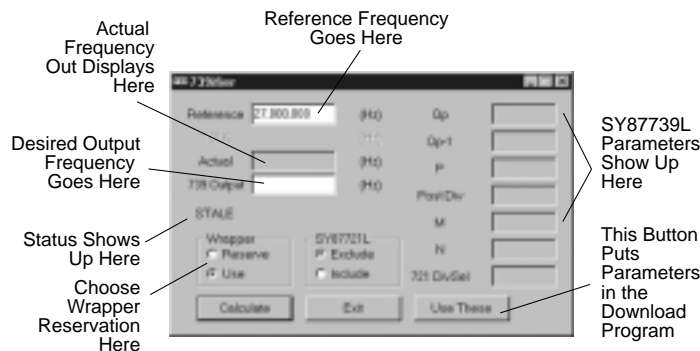 Reference Frequency
Goes Here
Actual
Frequency
Out Displays
Here
Desired Output
Frequency
Goes Here
Status Shows
Up Here
Choose
Wrapper
Reservation
Here
SY87739L
Parameters
Show Up
Here
This Button
Puts
Parameters
in the
Download
Program
Reference 27.000.000 (Hz)
Actual (Hz)
739 Output (Hz)
STALE
Wrapper
Reserve
Use
SY87721L
Exclude
Include
Qp
Qp-1
P
PostDiv
M
N
721 DivSel
Calculate Exit Use These